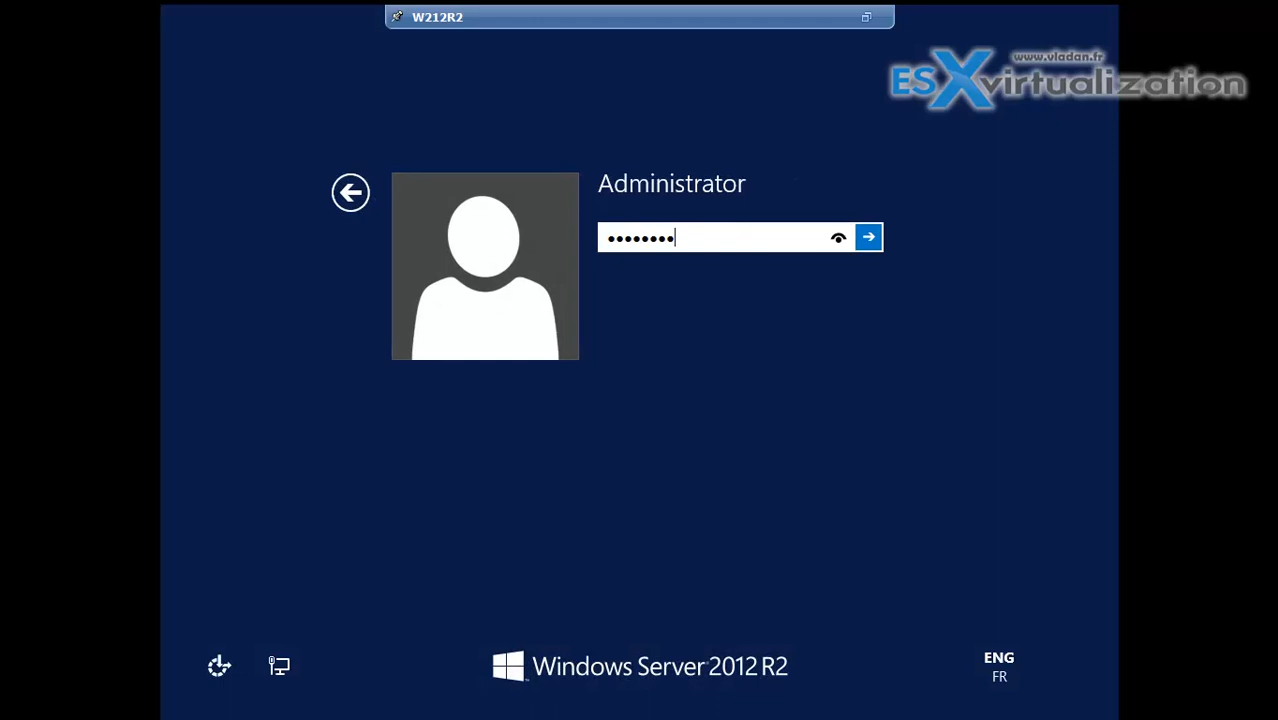 W212R2
www.vladan.fr
ESXvirtualization
Administrator
••••••••
Windows Server 2012 R2
ENG
FR